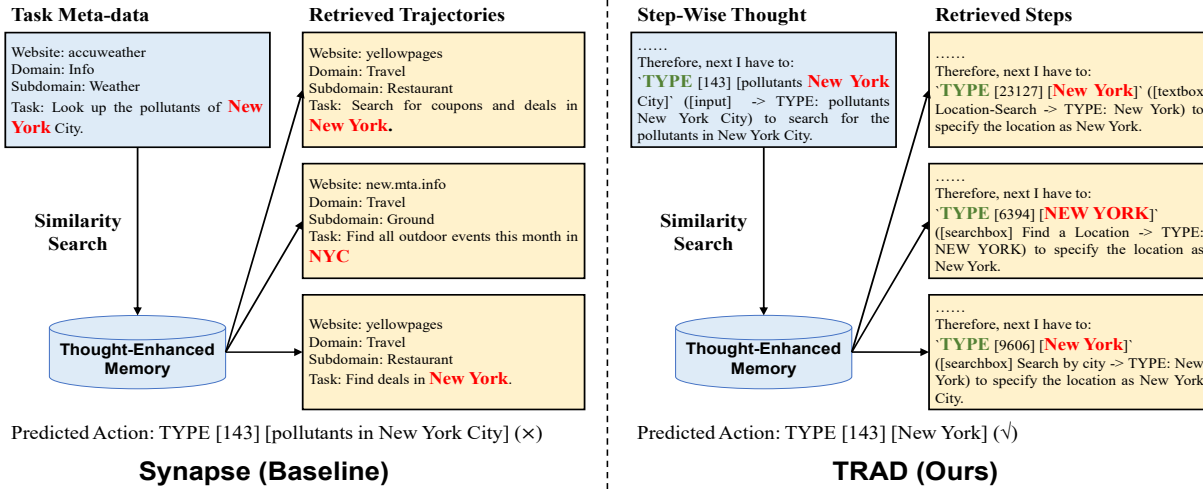 Task Meta-data
Website: accuweather
Domain: Info
Subdomain: Weather
Task: Look up the pollutants of New
York City.
Similarity
Search
Thought-Enhanced
Memory
Retrieved Trajectories
Website: yellowpages
Domain: Travel
Subdomain: Restaurant
Task: Search for coupons and deals in
New York.
Website: new.mta.info
Domain: Travel
Subdomain: Ground
Task: Find all outdoor events this month in
NYC
Website: yellowpages
Domain: Travel
Subdomain: Restaurant
Task: Find deals in New York.
Predicted Action: TYPE [143] [pollutants in New York City] (×)
Synapse (Baseline)
Step-Wise Thought
……
Therefore, next I have to:
`TYPE [143] [pollutants New York
City]` ([input] -> TYPE: pollutants
New York City) to search for the
pollutants in New York City.
Similarity
Search
Thought-Enhanced
Memory
Retrieved Steps
……
Therefore, next I have to:
`TYPE [23127] [New York]` ([textbox
Location-Search -> TYPE: New York) to
specify the location as New York.
……
Therefore, next I have to:
`TYPE [6394] [NEW YORK]`
([searchbox] Find a Location -> TYPE:
NEW YORK) to specify the location as
New York.
……
Therefore, next I have to:
`TYPE [9606] [New York]`
([searchbox] Search by city -> TYPE: New
York) to specify the location as New York
City.
Predicted Action: TYPE [143] [New York] (√)
TRAD (Ours)